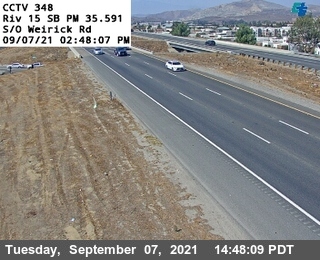 CCTV 348
Riv 15 SB PM 35.591
S/O Weirick Rd
09/07/21 02:48:07 PM
Tuesday, September 07, 2021 14:48:09 PDT